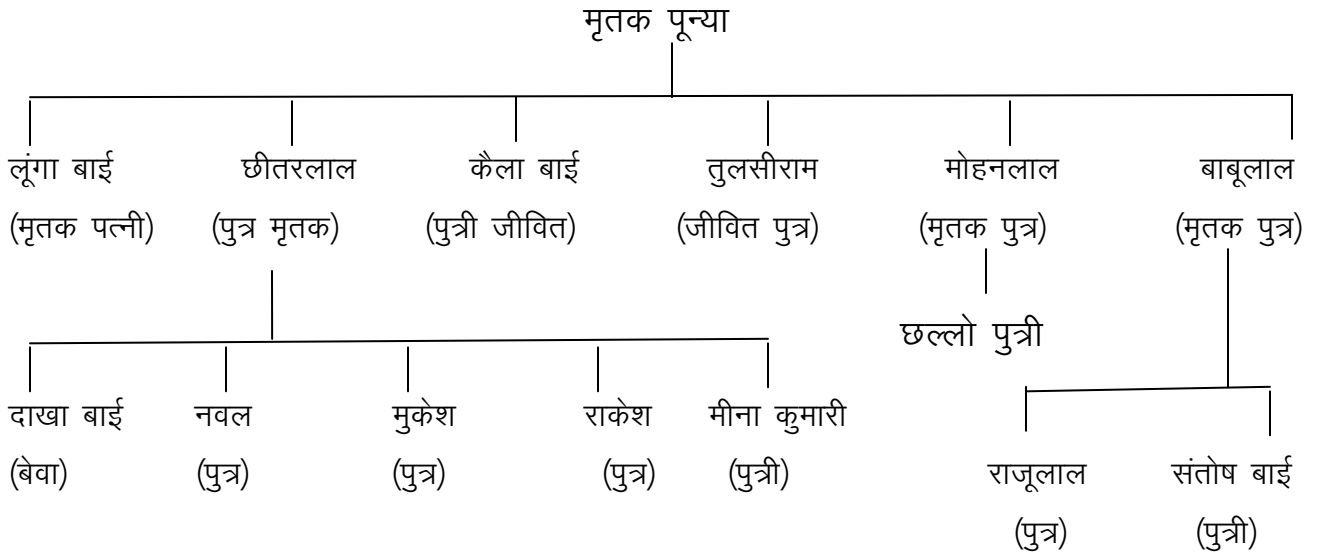 मृतक पून्या
लूंगा बाई छीतरलाल कैला बाई तुलसीराम मोहनलाल बाबूलाल
(मृतक पत्नी) (पुत्र मृतक) (पुत्री जीवित) (जीवित पुत्र) (मृतक पुत्र) (मृतक पुत्र)
छल्लो पुत्री
दाखा बाई नवल मुकेश राकेश मीना कुमारी
(बेवा) (पुत्र) (पुत्र) (पुत्र) (पुत्री)
राजूलाल संतोष बाई
(पुत्र) (पुत्री)